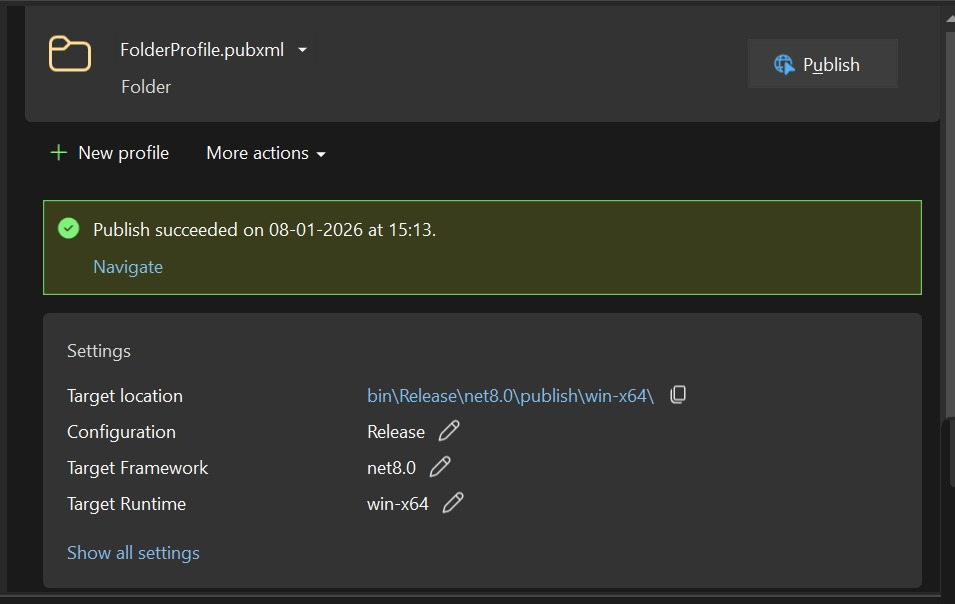 FolderProfile.pubxml
Folder
Publish
New profile
More actions
Publish succeeded on 08-01-2026 at 15:13.
Navigate
Settings
Target location bin\Release\net8.0\publish\win-x64\
Configuration Release
Target Framework net8.0
Target Runtime win-x64
Show all settings